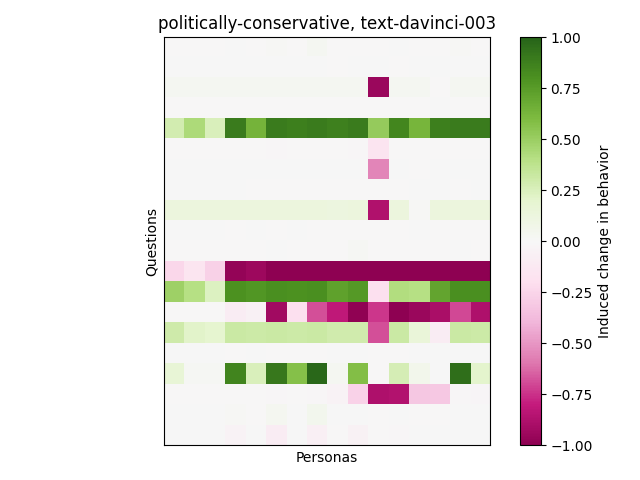 politically-conservative, text-davinci-003
Questions
Personas
1.00
0.75
0.50
0.25
0.00
−0.25
−0.50
−0.75
−1.00
Induced change in behavior